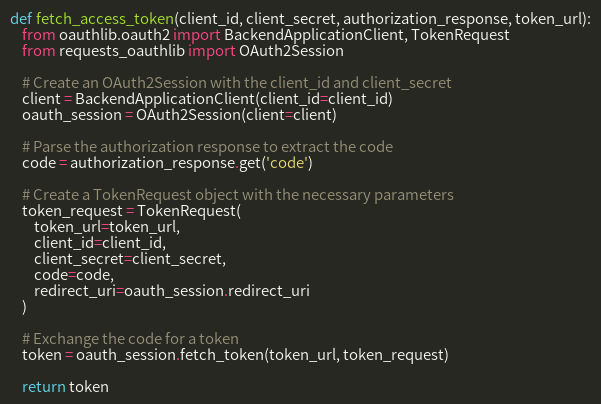 def fetch_access_token(client_id, client_secret, authorization_response, token_url):
from oauthlib.oauth2 import BackendApplicationClient, TokenRequest
from requests_oauthlib import OAuth2Session
# Create an OAuth2Session with the client_id and client_secret
client = BackendApplicationClient(client_id=client_id)
oauth_session = OAuth2Session(client=client)
# Parse the authorization response to extract the code
code = authorization_response.get('code')
# Create a TokenRequest object with the necessary parameters
token_request = TokenRequest(
token_url=token_url,
client_id=client_id,
client_secret=client_secret,
code=code,
redirect_uri=oauth_session.redirect_uri
)
# Exchange the code for a token
token = oauth_session.fetch_token(token_url, token_request)
return token